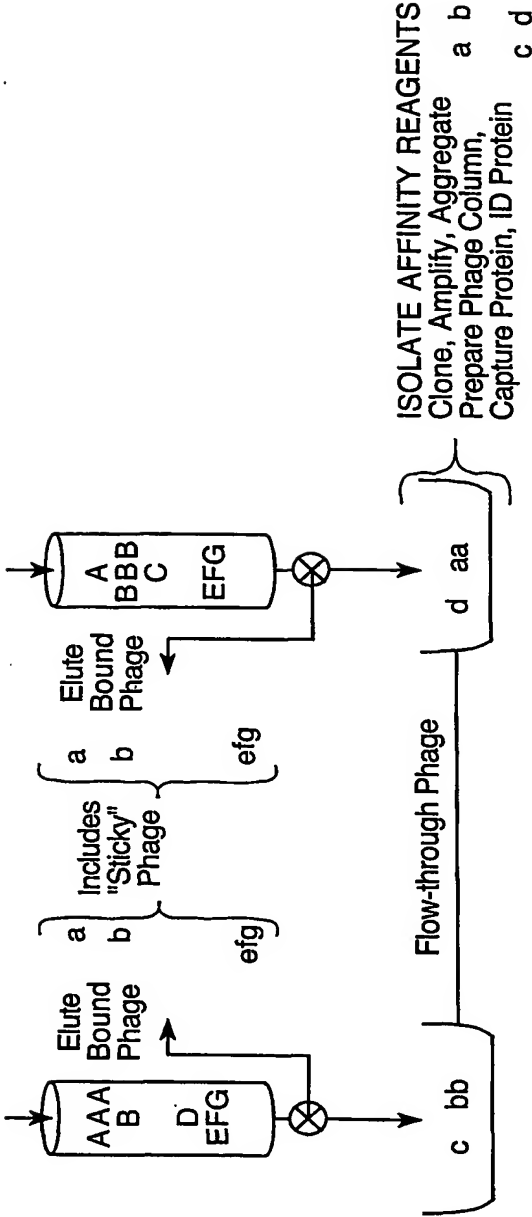 AAA
B
D
EFG
Elute
Bound
Phage
a
b
efg
Includes
"Sticky"
Phage
a
b
efg
Elute
Bound
Phage
A
BBB
C
EFG
c bb
Flow-through Phage
d aa
ISOLATE AFFINITY REAGENTS
Clone, Amplify, Aggregate a b
Prepare Phage Column,
Capture Protein, ID Protein c d